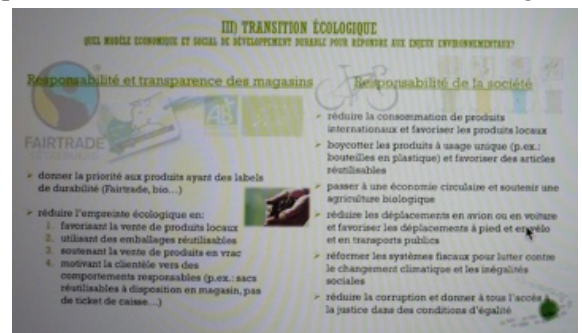 III) TRANSITION ÉCOLOGIQUE
QUEL MODÈLE ECONOMIQUE ET SOCIAL DE DÉVELOPPEMENT DURABLE POUR RÉPONDRE AUX ENJEUX ENVIRONNEMENTAUX?
Responsabilité et transparence des magasins
FAIRTRADE
AB
➢ donner la priorité aux produits ayant des labels
de durabilité (Fairtrade, bio…)
➢ réduire l'empreinte écologique en:
1. favorisant la vente de produits locaux
2. utilisant des emballages réutilisables
3. soutenant la vente de produits en vrac
4. motivant la clientèle vers des
comportements responsables (p.ex.: sacs
réutilisables à disposition en magasin, pas
de ticket de caisse…)
Responsabilité de la société
➢ réduire la consommation de produits
internationaux et favoriser les produits locaux
➢ boycotter les produits à usage unique (p.ex.:
bouteilles en plastique) et favoriser des articles
réutilisables
➢ passer à une économie circulaire et soutenir une
agriculture biologique
➢ réduire les déplacements en avion ou en voiture
et favoriser les déplacements à pied et en vélo
et en transports publics
➢ réformer les systèmes fiscaux pour lutter contre
le changement climatique et les inégalités
sociales
➢ réduire la corruption et donner à tous l'accès à
la justice dans des conditions d'égalité